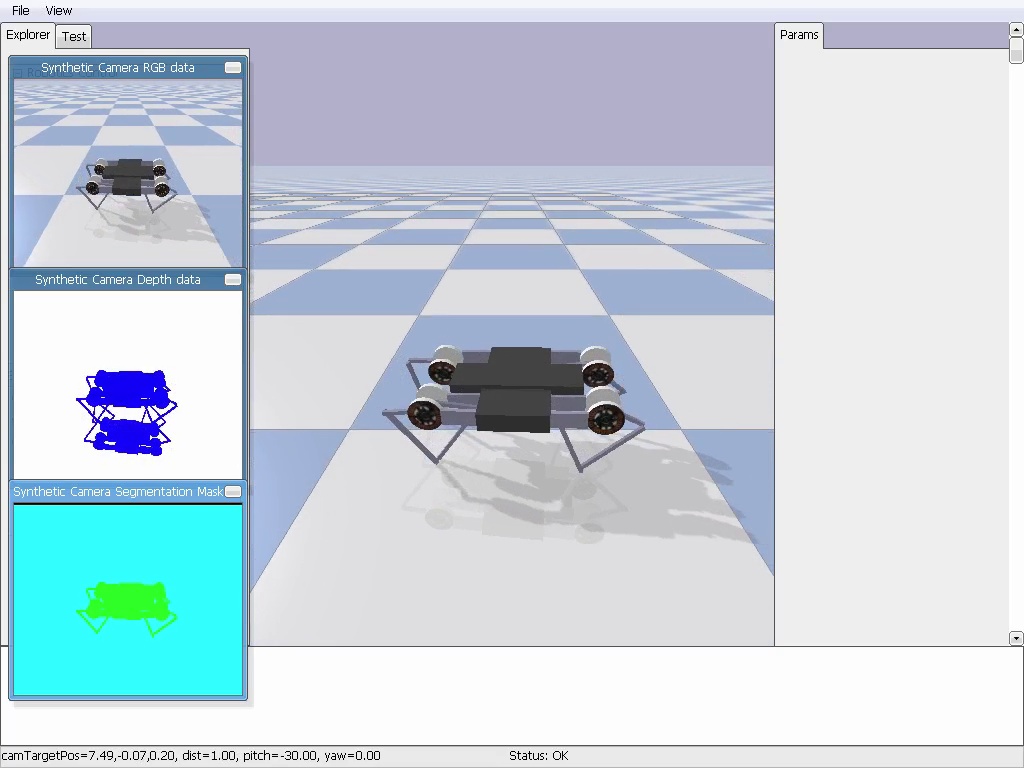 File View
Explorer Test
Params
Synthetic Camera RGB data
Synthetic Camera Depth data
Synthetic Camera Segmentation Mask
camTargetPos=7.49,-0.07,0.20, dist=1.00, pitch=-30.00, yaw=0.00
Status: OK